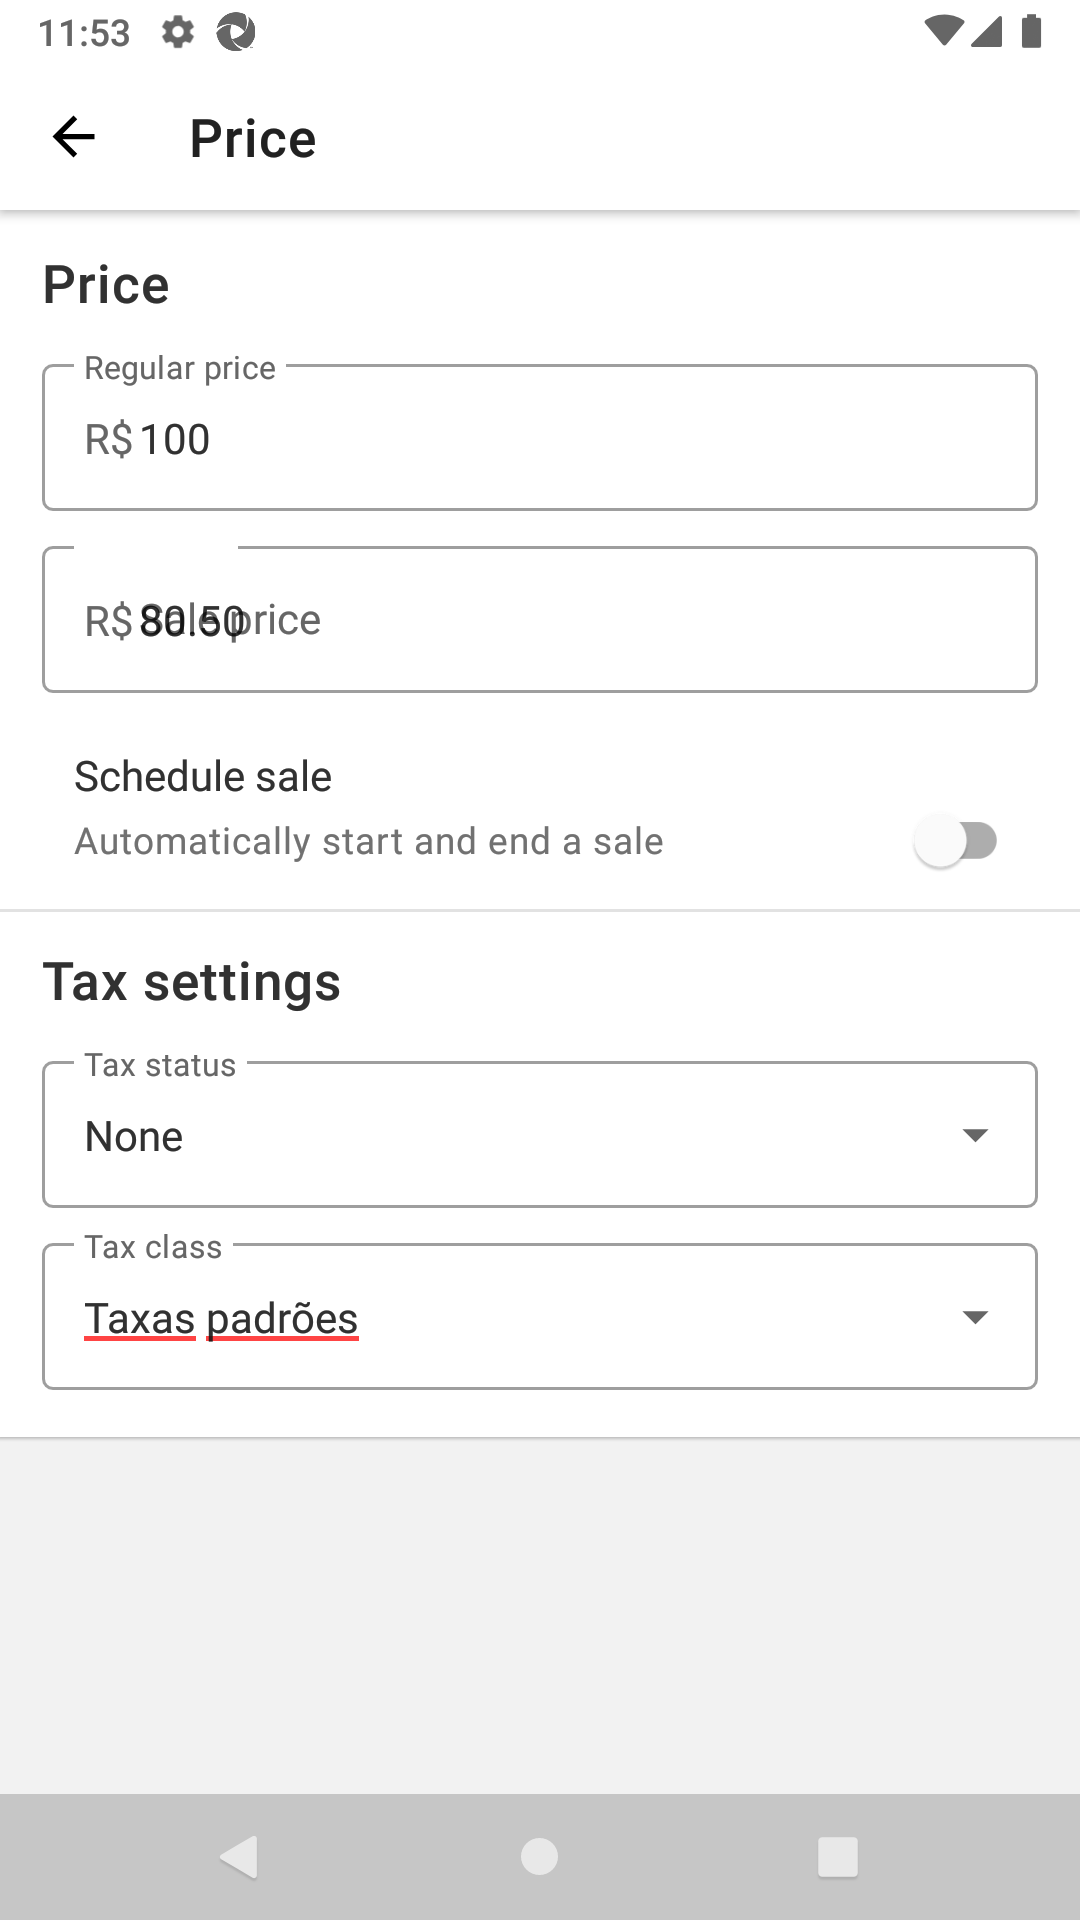 11:53
Price
Price
Regular price
R$ 100
R$ 80.50
Sale price
Schedule sale
Automatically start and end a sale
Tax settings
Tax status
None
Tax class
Taxas padrões